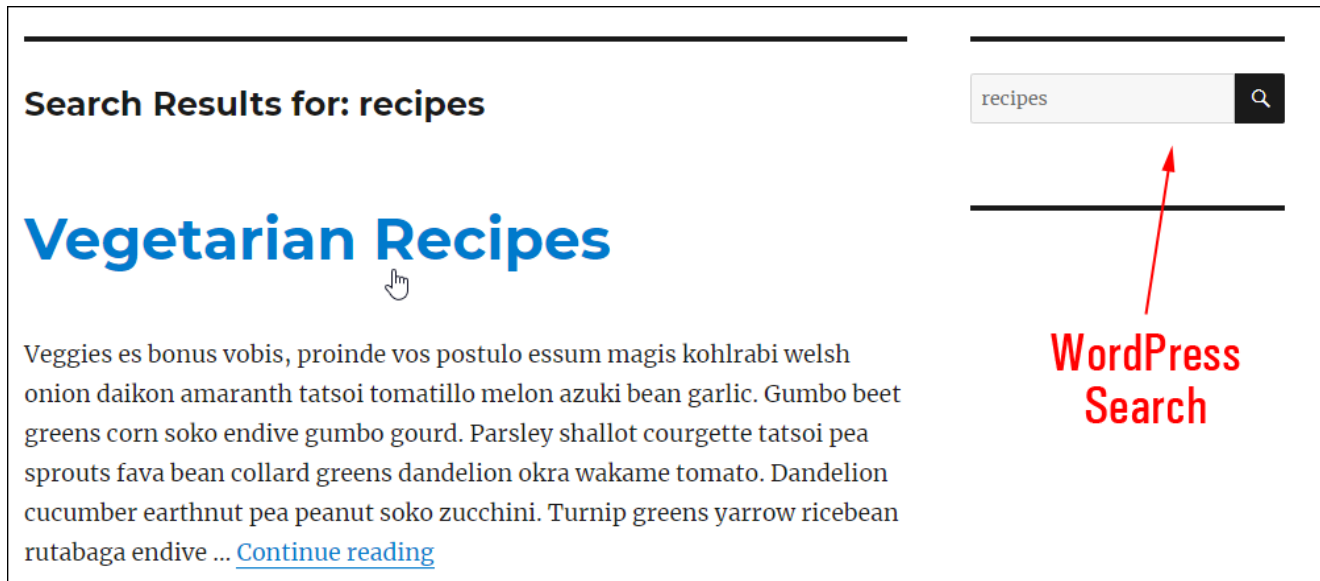 Search Results for: recipes
recipes
Vegetarian Recipes
Veggies es bonus vobis, proinde vos postulo essum magis kohlrabi welsh
onion daikon amaranth tatsoi tomatillo melon azuki bean garlic. Gumbo beet
greens corn soko endive gumbo gourd. Parsley shallot courgette tatsoi pea
sprouts fava bean collard greens dandelion okra wakame tomato. Dandelion
cucumber earthnut pea peanut soko zucchini. Turnip greens yarrow ricebean
rutabaga endive ... Continue reading
WordPress
Search